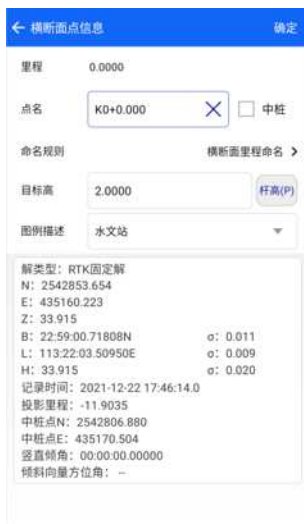 ← 横断面点信息 确定
里程 0.0000
点名 K0+0.000 中桩
命名规则 横断面里程命名 >
目标高 2.0000 杆高(P)
图例描述 水文站
解类型: RTK固定解
N: 2542853.654
E: 435160.223
Z: 33.915
B: 22:59:00.71808N σ: 0.011
L: 113:22:03.50950E σ: 0.009
H: 33.915 σ: 0.020
记录时间: 2021-12-22 17:46:14.0
投影里程: -11.9035
中桩点N: 2542806.880
中桩点E: 435170.504
竖直倾角: 00:00:00.00000
倾斜向量方位角: --